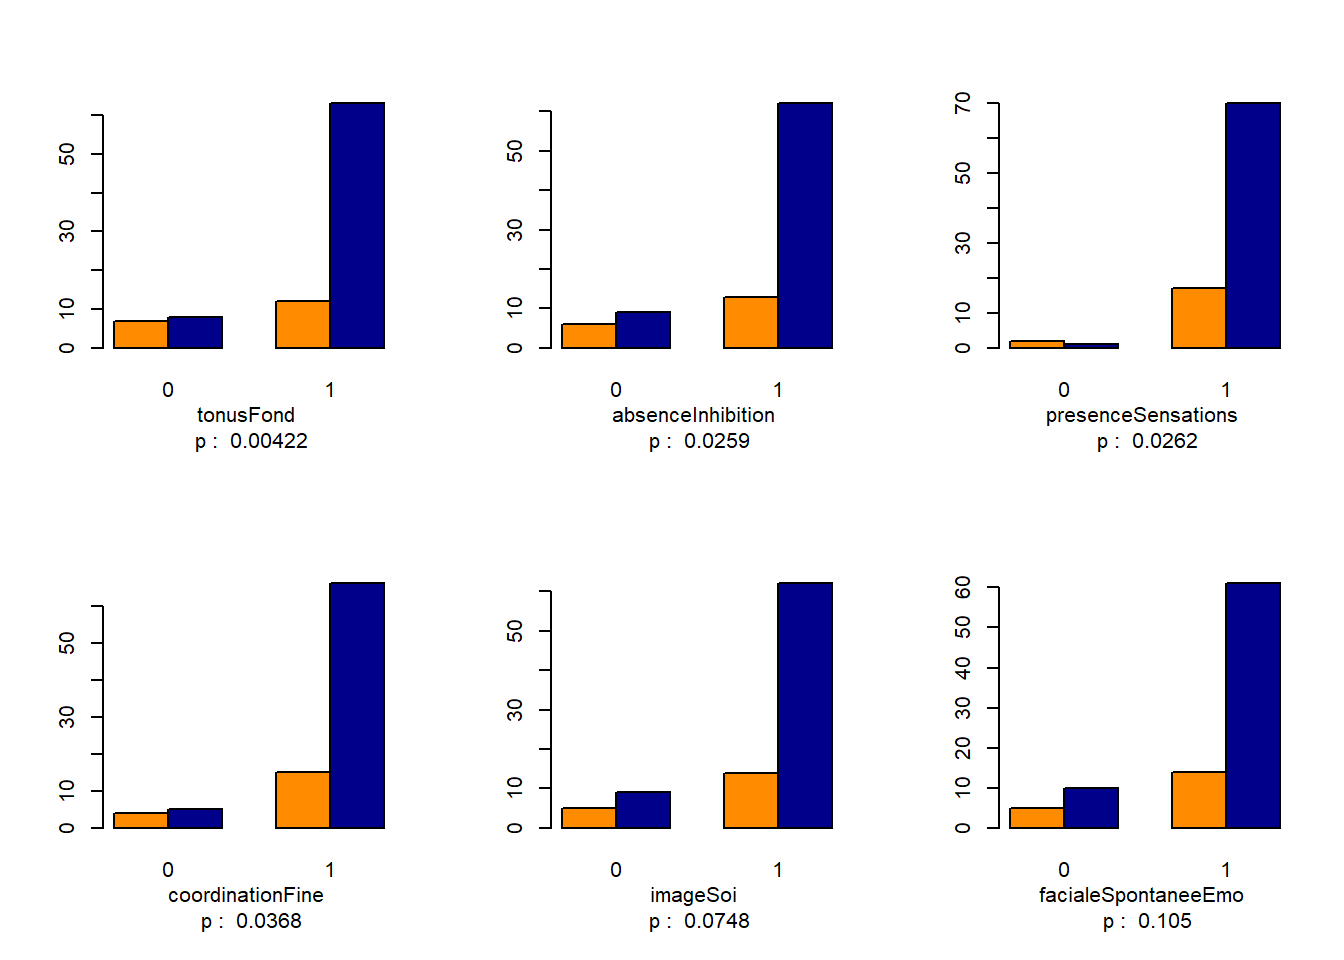 50
30
10
0
0 1
tonusFond
p : 0.00422
50
30
10
0
0 1
absenceInhibition
p : 0.0259
70
50
30
10
0
0 1
presenceSensations
p : 0.0262
50
30
10
0
0 1
coordinationFine
p : 0.0368
50
30
10
0
0 1
imageSoi
p : 0.0748
60
50
40
30
20
10
0
0 1
facialeSpontaneeEmo
p : 0.105